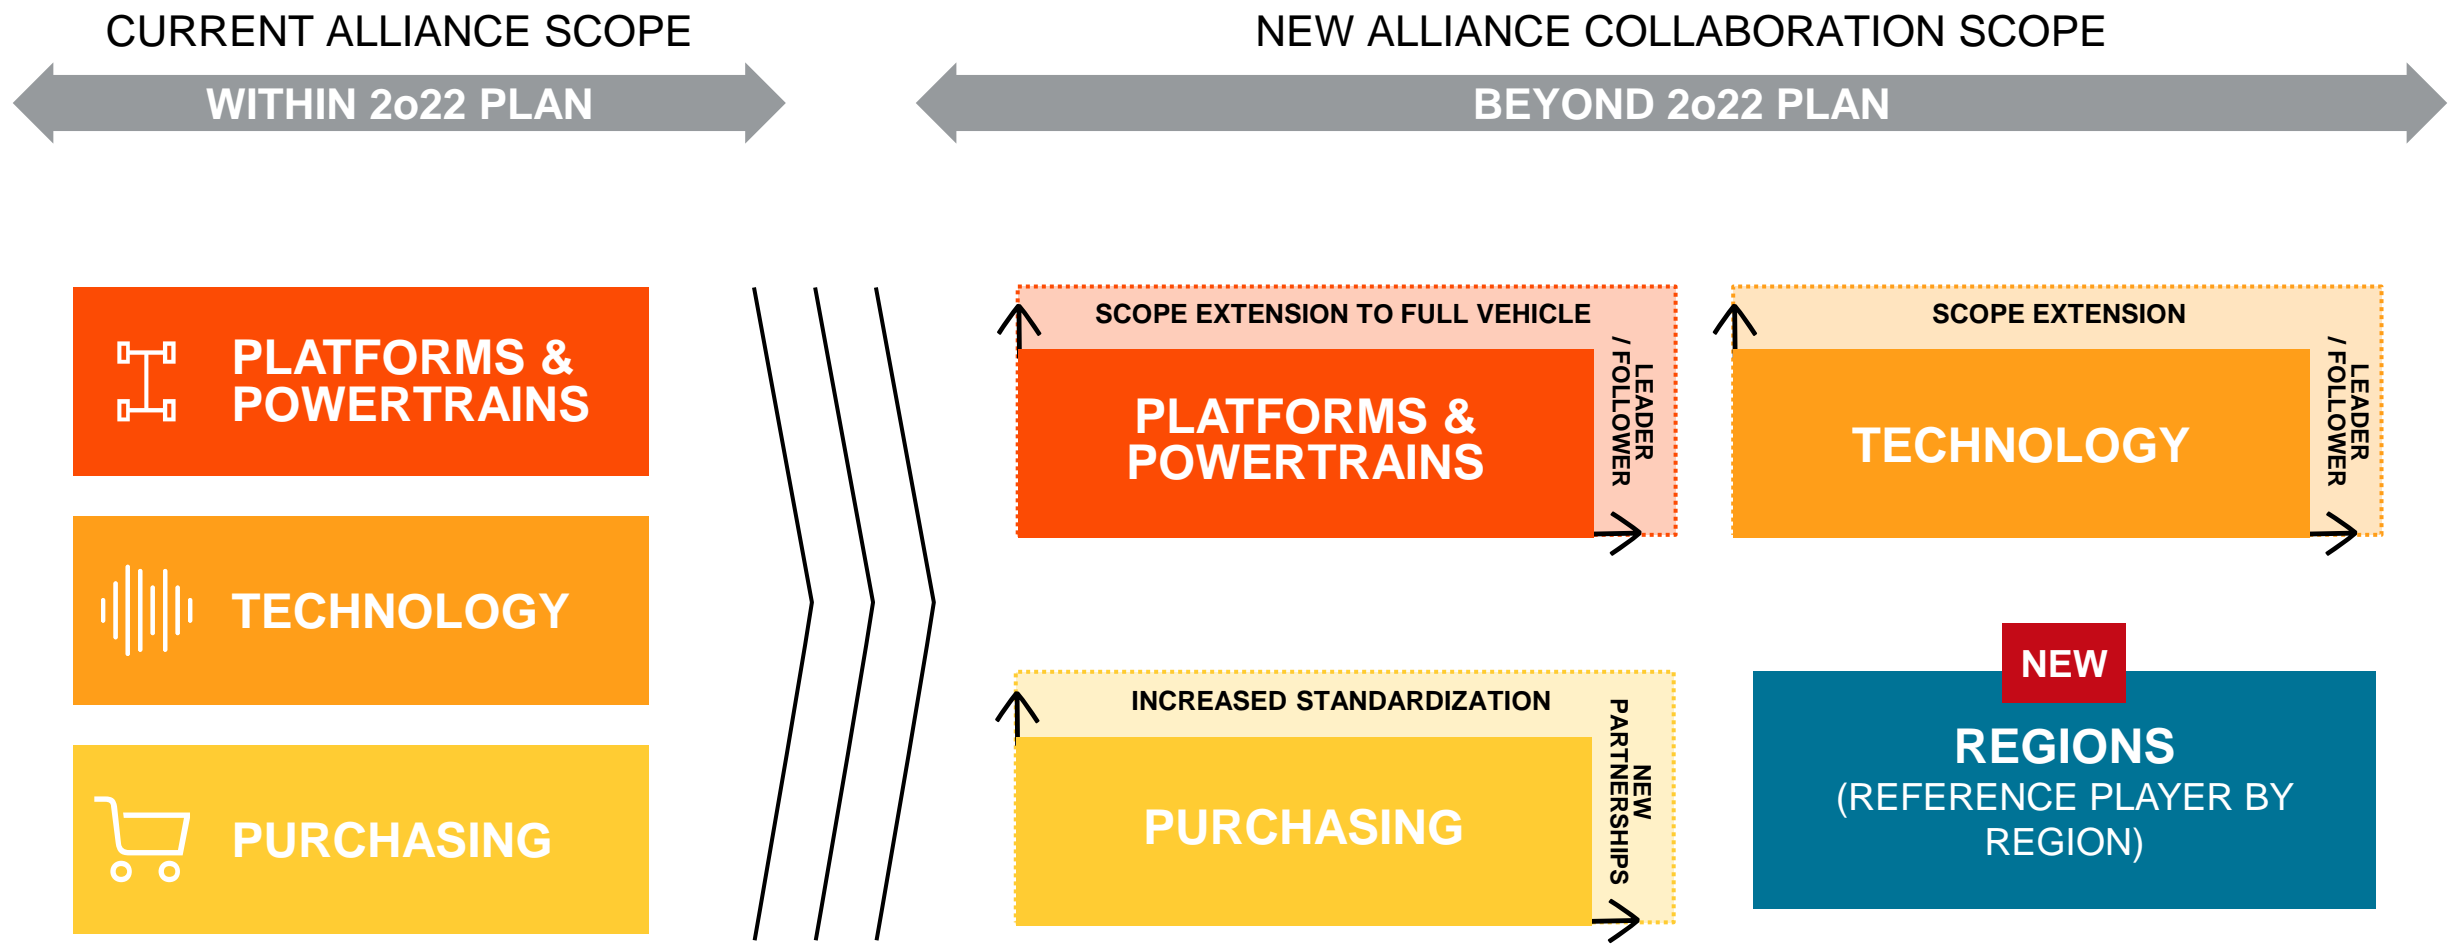 CURRENT ALLIANCE SCOPE
WITHIN 2o22 PLAN
PLATFORMS &
POWERTRAINS
TECHNOLOGY
PURCHASING
NEW ALLIANCE COLLABORATION SCOPE
BEYOND 2o22 PLAN
SCOPE EXTENSION TO FULL VEHICLE
PLATFORMS &
POWERTRAINS
LEADER
/ FOLLOWER
SCOPE EXTENSION
TECHNOLOGY
LEADER
/ FOLLOWER
INCREASED STANDARDIZATION
PURCHASING
NEW
PARTNERSHIPS
NEW
REGIONS
(REFERENCE PLAYER BY
REGION)